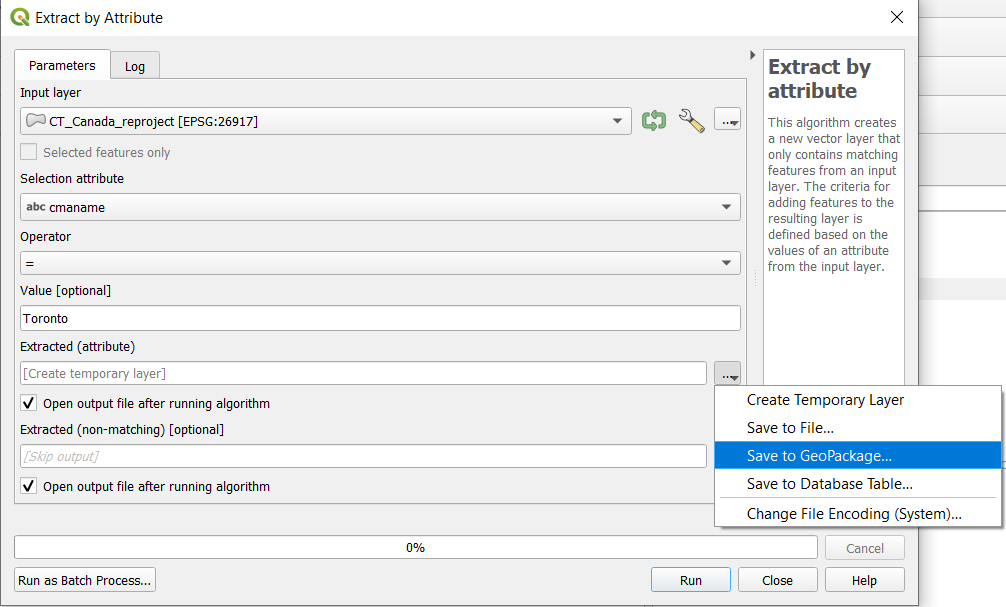 Extract by Attribute
Parameters
Log
Input layer
CT_Canada_reproject [EPSG:26917]
...
Selected features only
Selection attribute
abc cmaname
Operator
=
Value [optional]
Toronto
Extracted (attribute)
[Create temporary layer]
...
Open output file after running algorithm
Extracted (non-matching) [optional]
[Skip output]
Open output file after running algorithm
Extract by
attribute
This algorithm creates
a new vector layer that
only contains matching
features from an input
layer. The criteria for
adding features to the
resulting layer is
defined based on the
values of an attribute
from the input layer.
Create Temporary Layer
Save to File...
Save to GeoPackage...
Save to Database Table...
Change File Encoding (System)...
0%
Cancel
Run as Batch Process...
Run
Close
Help